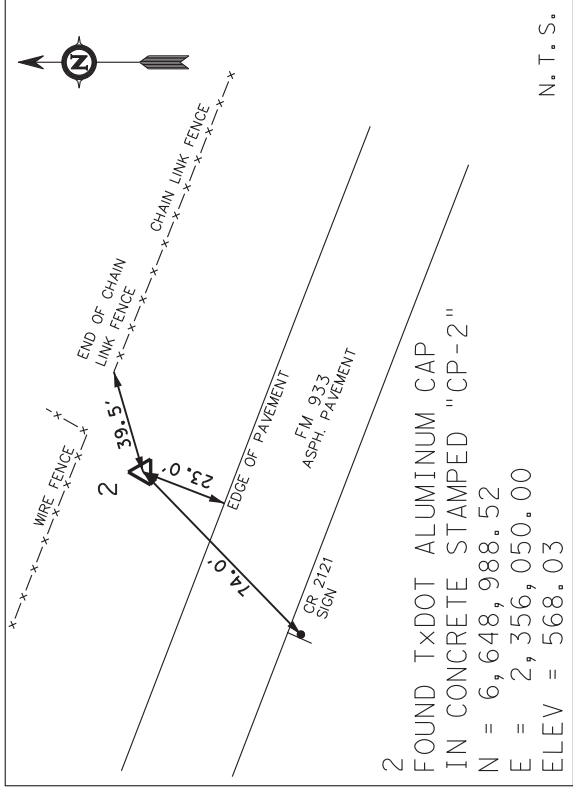 N
WIRE FENCE
END OF CHAIN
LINK FENCE
CHAIN LINK FENCE
2
39.5'
23.0'
74.0'
EDGE OF PAVEMENT
FM 933
ASPH. PAVEMENT
CR 2121
SIGN
2
FOUND TxDOT ALUMINUM CAP
IN CONCRETE STAMPED "CP-2"
N = 6,648,988.52
E = 2,356,050.00
ELEV = 568.03
N.T.S.